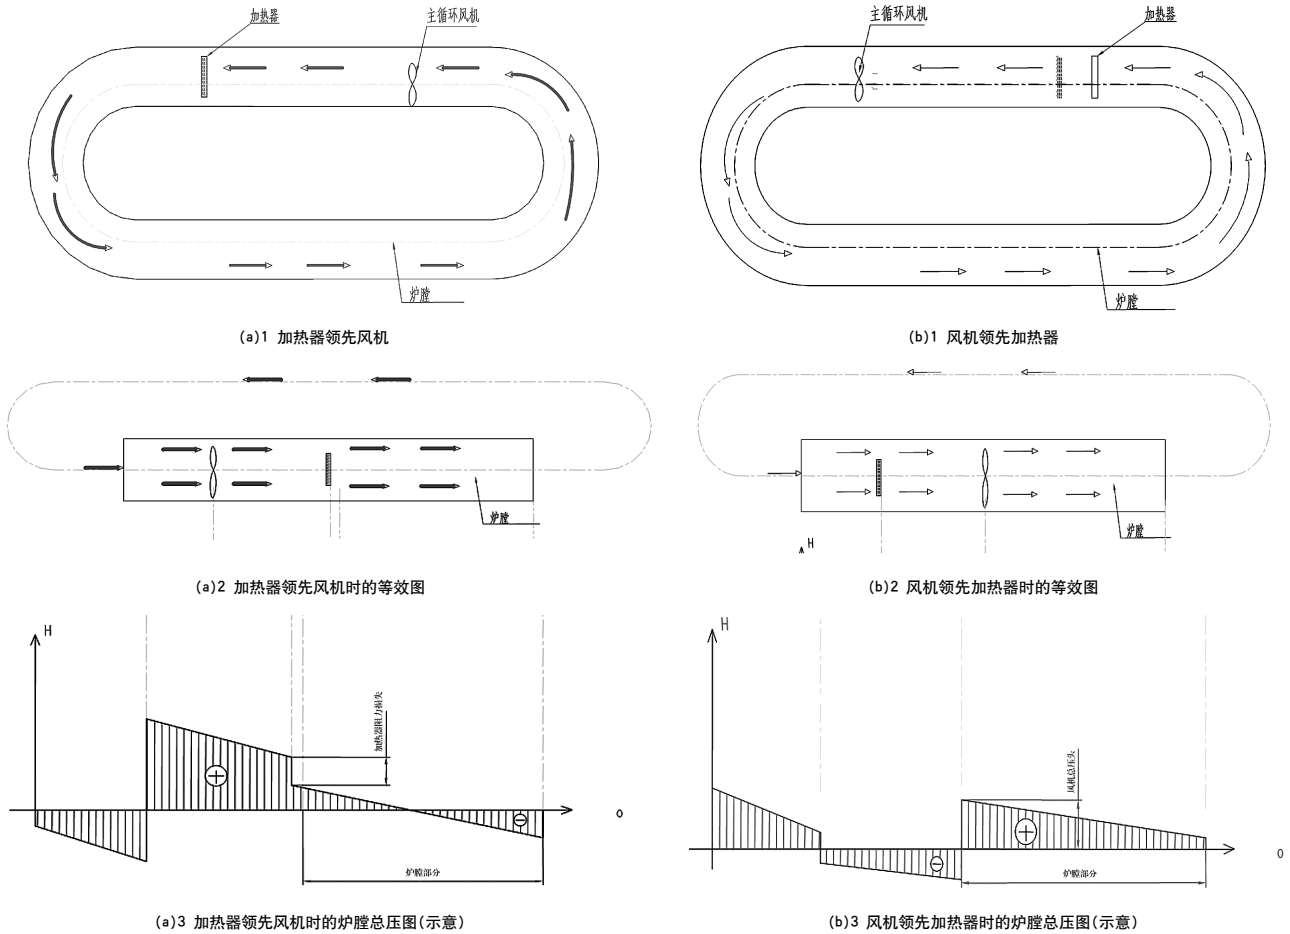 加热器
主循环风机
主循环风机
加热器
炉膛
炉膛
(a)1 加热器领先风机
(b)1 风机领先加热器
炉膛
炉膛
H
(a)2 加热器领先风机时的等效图
(b)2 风机领先加热器时的等效图
H
H
加热器阻力损失
风机总压头
炉膛部分
炉膛部分
o
0
(a)3 加热器领先风机时的炉膛总压图(示意)
(b)3 风机领先加热器时的炉膛总压图(示意)